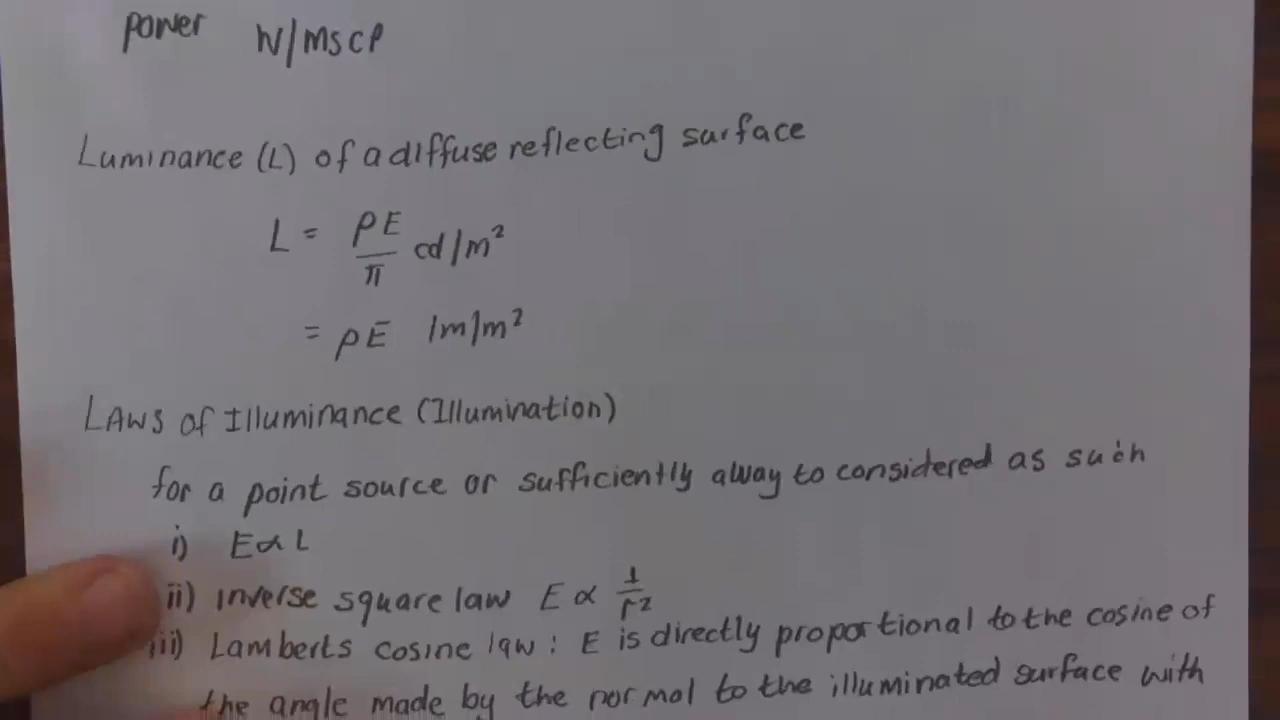 power W/MSCP
Luminance (L) of a diffuse reflecting surface
L = ρE/π cd/m²
= ρE lm/m²
LAWS of Illuminance (Illumination)
for a point source or sufficiently away to considered as such
i) E∝L
ii) inverse square law E ∝ 1/r²
iii) Lamberts cosine law: E is directly proportional to the cosine of
the angle made by the normal to the illuminated surface with